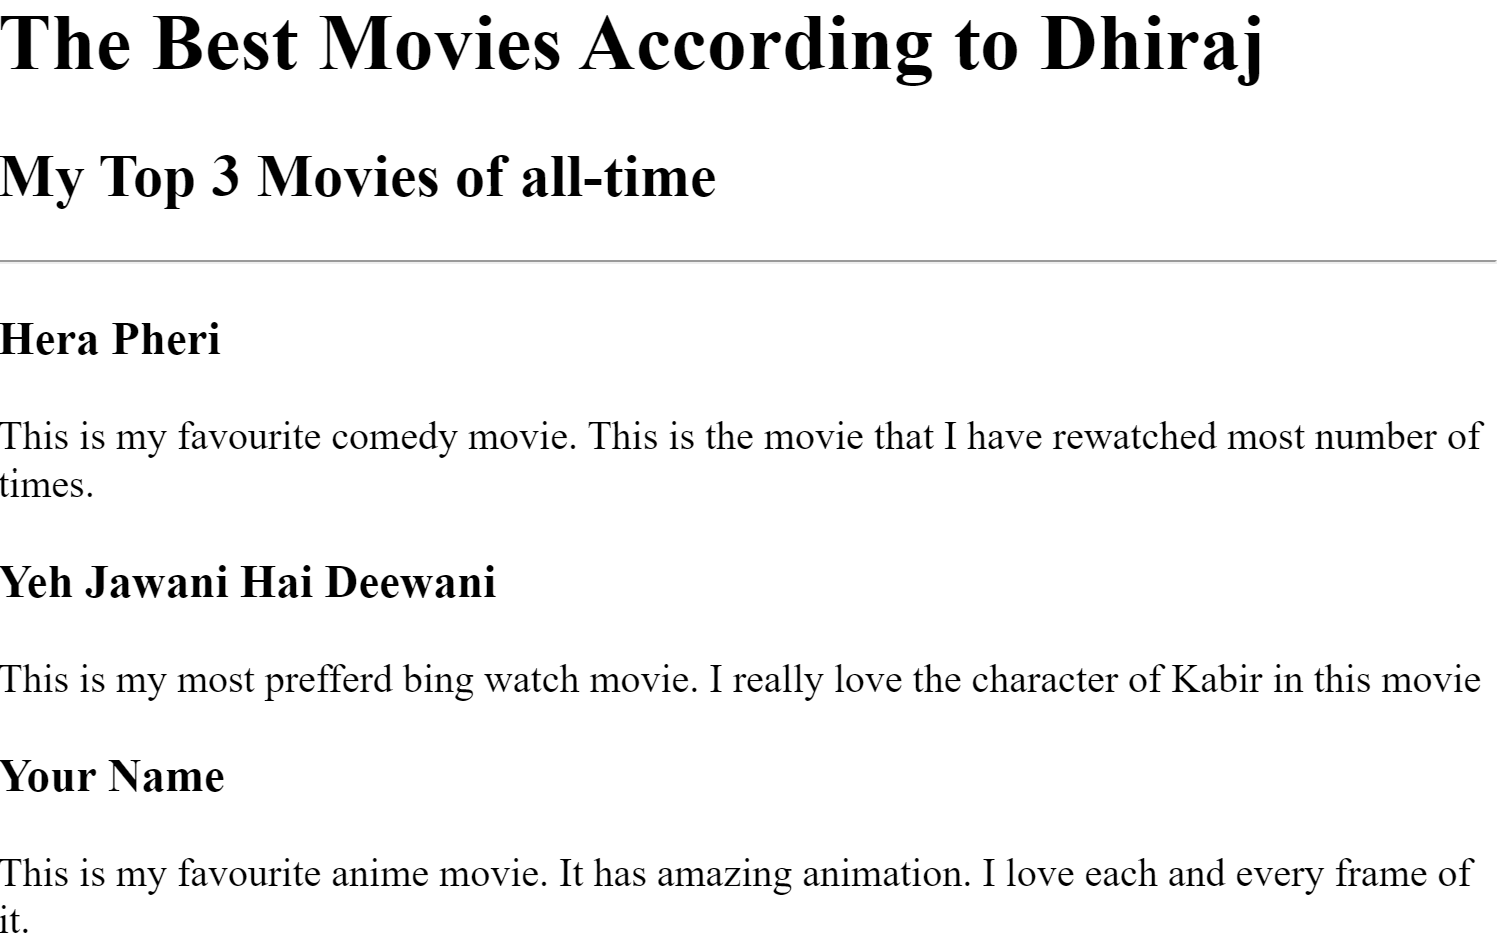 The Best Movies According to Dhiraj
My Top 3 Movies of all-time
Hera Pheri
This is my favourite comedy movie. This is the movie that I have rewatched most number of
times.
Yeh Jawani Hai Deewani
This is my most prefferd bing watch movie. I really love the character of Kabir in this movie
Your Name
This is my favourite anime movie. It has amazing animation. I love each and every frame of
it.